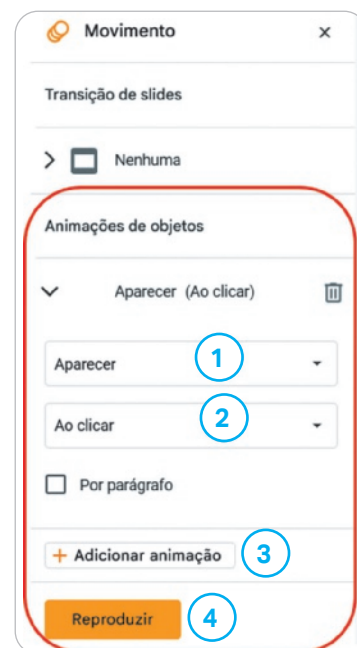 Movimento ×
Transição de slides
Nenhuma
Animações de objetos
Aparecer (Ao clicar)
Aparecer 1
Ao clicar 2
Por parágrafo
+ Adicionar animação 3
Reproduzir 4